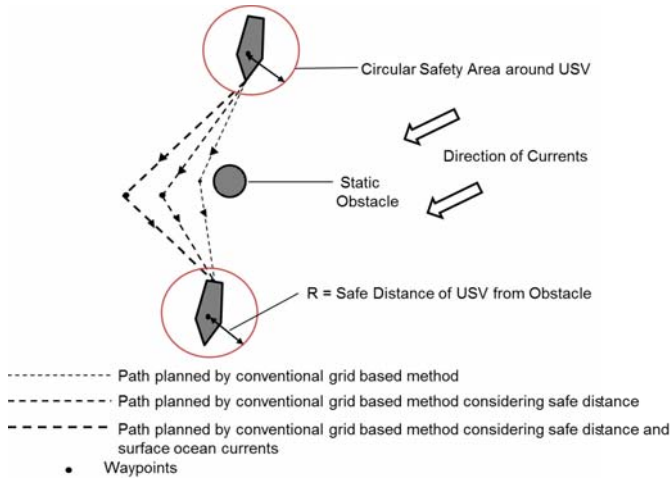 Circular Safety Area around USV
Direction of Currents
Static
Obstacle
R = Safe Distance of USV from Obstacle
Path planned by conventional grid based method
Path planned by conventional grid based method considering safe distance
Path planned by conventional grid based method considering safe distance and
surface ocean currents
Waypoints